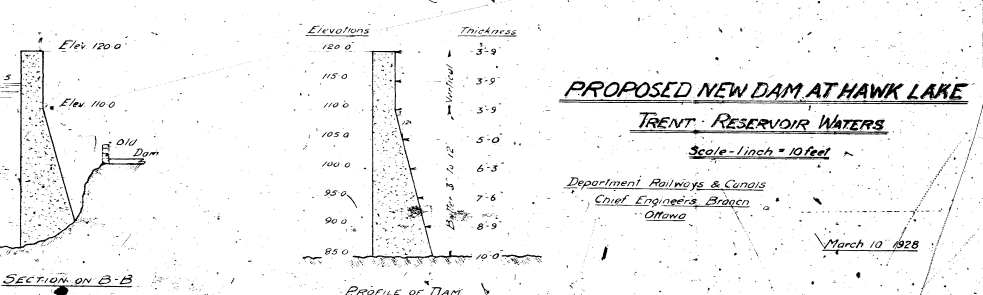 s
Elev. 120.0
Elev. 110.0
Old
Dam
SECTION ON B-B
Elevations Thickness
120.0 3'-9"
115.0 3'-9"
110.0 3'-9"
105.0 5'-0"
100.0 6'-3"
95.0 7'-6"
90.0 8'-9"
85.0 10'-0"
Vertical
Batter 3" to 12"
PROFILE OF DAM
PROPOSED NEW DAM AT HAWK LAKE
TRENT RESERVOIR WATERS
Scale - 1 inch = 10 feet
Department Railways & Canals
Chief Engineers Branch
Ottawa
March 10 1928